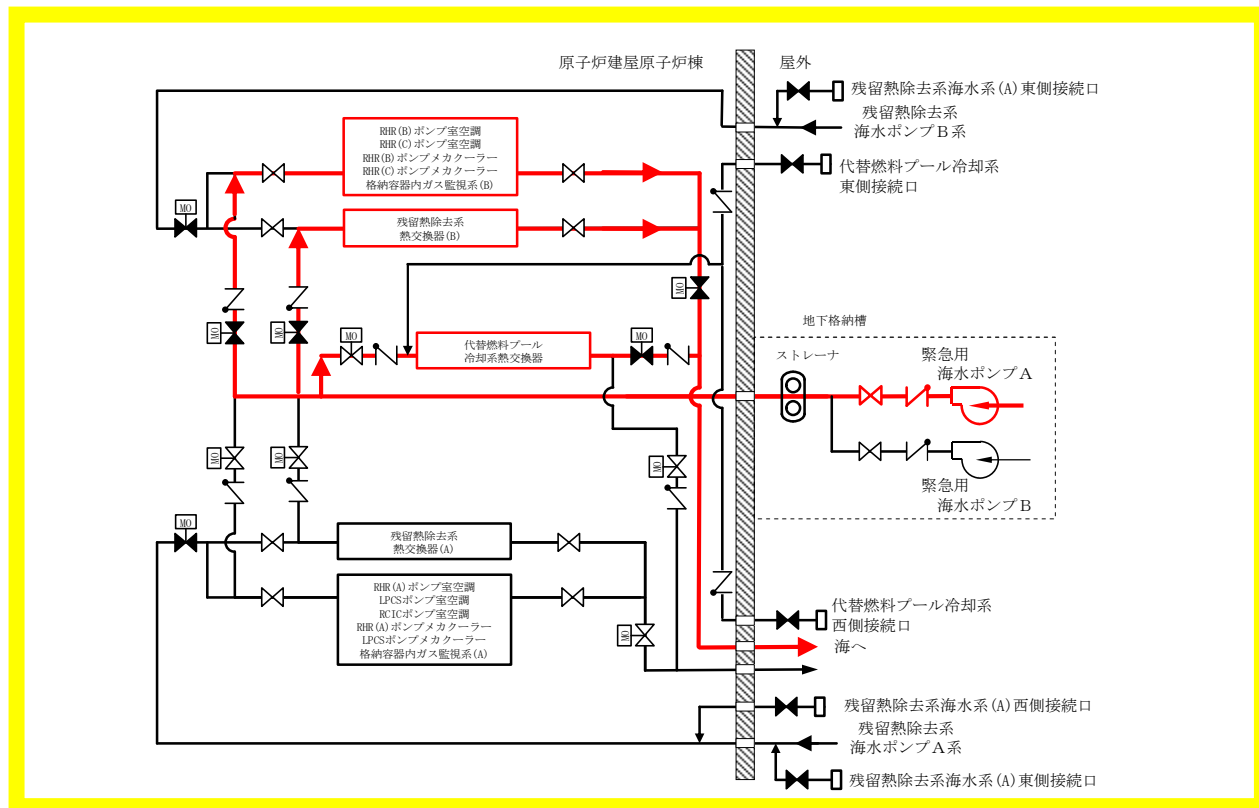 原子炉建屋原子炉棟
屋外
残留熱除去系海水系(A)東側接続口
残留熱除去系
海水ポンプB系
代替燃料プール冷却系
東側接続口
RHR(B)ポンプ室空調
RHR(C)ポンプ室空調
RHR(B)ポンプメカクーラー
RHR(C)ポンプメカクーラー
格納容器内ガス監視系(B)
MO
残留熱除去系
熱交換器(B)
MO
地下格納槽
MO
MO
MO
代替燃料プール
冷却系熱交換器
MO
ストレーナ
緊急用
海水ポンプA
MO
MO
MO
緊急用
海水ポンプB
MO
残留熱除去系
熱交換器(A)
RHR(A)ポンプ室空調
LPCSポンプ室空調
RCICポンプ室空調
RHR(A)ポンプメカクーラー
LPCSポンプメカクーラー
格納容器内ガス監視系(A)
MO
代替燃料プール冷却系
西側接続口
海へ
残留熱除去系海水系(A)西側接続口
残留熱除去系
海水ポンプA系
残留熱除去系海水系(A)東側接続口